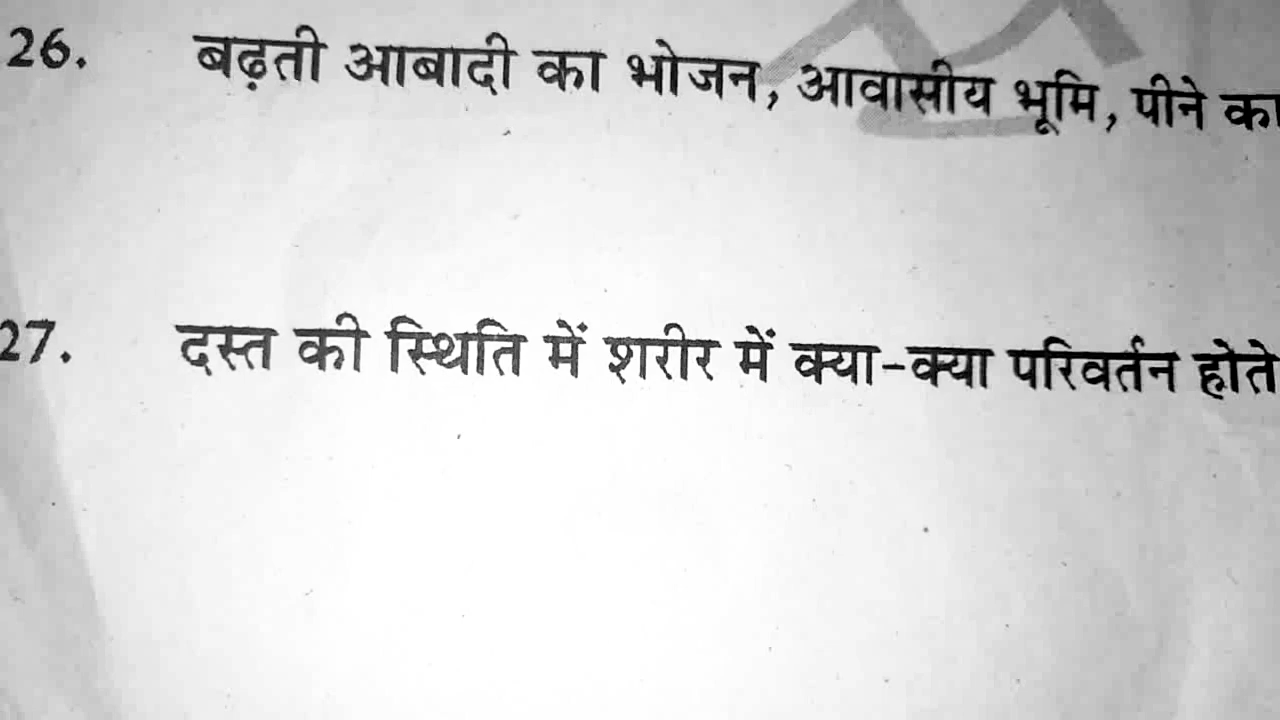 26. बढ़ती आबादी का भोजन, आवासीय भूमि, पीने का
27. दस्त की स्थिति में शरीर में क्या-क्या परिवर्तन होते